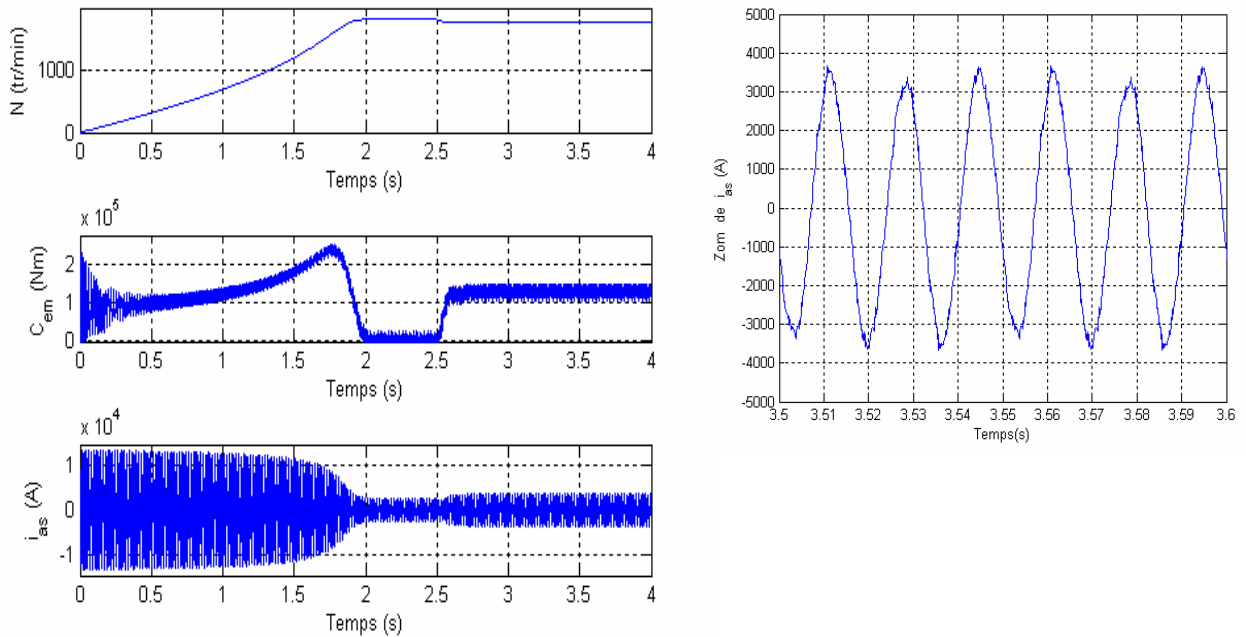 N (tr/min)
1000
0
0 0.5 1 1.5 2 2.5 3 3.5 4
Temps (s)
x 10^5
C_em (Nm)
2
1
0
0 0.5 1 1.5 2 2.5 3 3.5 4
Temps (s)
x 10^4
i_as (A)
1
0
-1
0 0.5 1 1.5 2 2.5 3 3.5 4
Temps (s)
Zom de i_as (A)
5000
4000
3000
2000
1000
0
-1000
-2000
-3000
-4000
-5000
3.5 3.51 3.52 3.53 3.54 3.55 3.56 3.57 3.58 3.59 3.6
Temps(s)